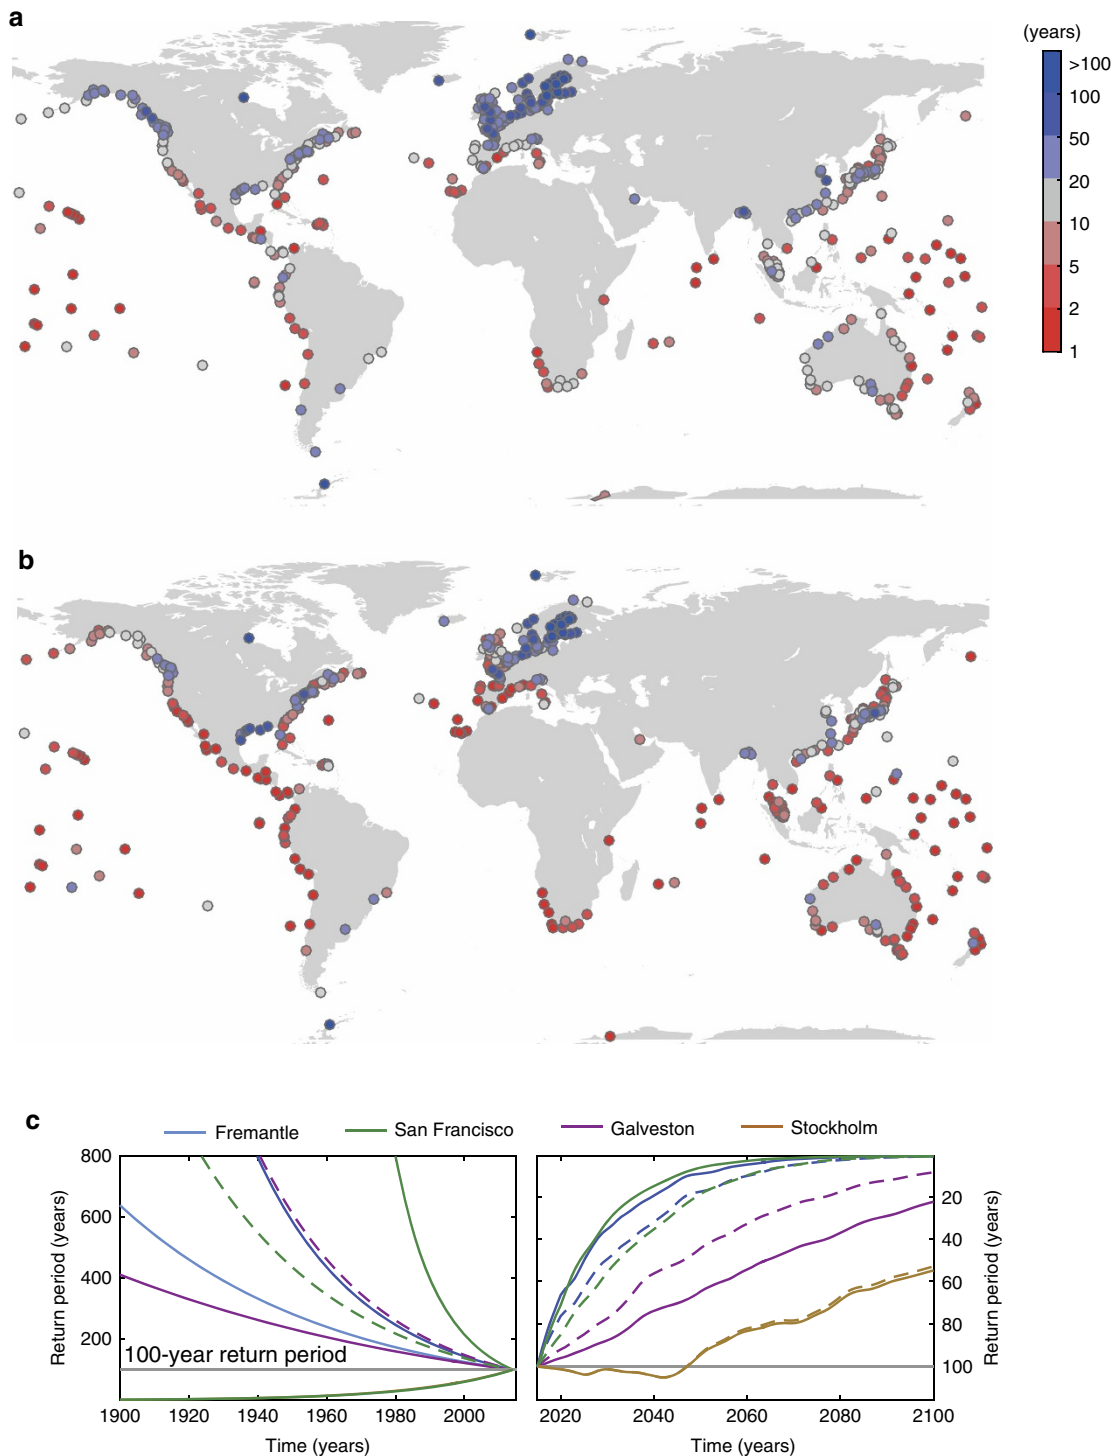 a
(years)
>100
100
50
20
10
5
2
1
b
c
Fremantle
San Francisco
Galveston
Stockholm
800
600
400
200
Return period (years)
100-year return period
1900
1920
1940
1960
1980
2000
Time (years)
20
40
60
80
100
Return period (years)
2020
2040
2060
2080
2100
Time (years)